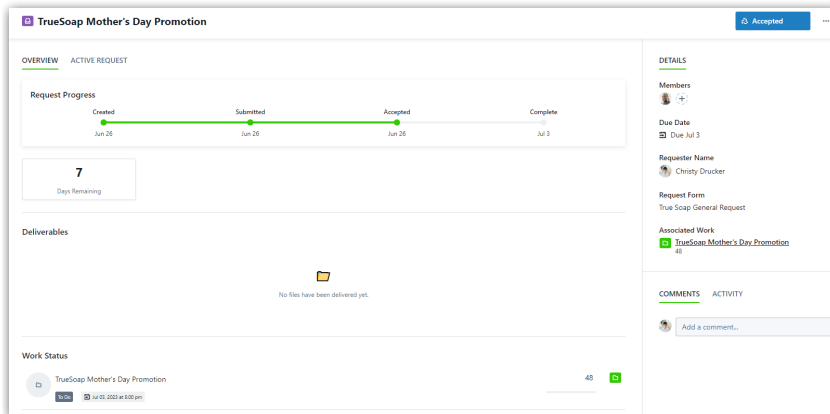 TrueSoap Mother's Day Promotion
Accepted
OVERVIEW ACTIVE REQUEST
Request Progress
Created Submitted Accepted Complete
Jun 26 Jun 26 Jun 26 Jul 3
7
Days Remaining
Deliverables
No files have been delivered yet.
Work Status
TrueSoap Mother's Day Promotion
48
To Do Jul 03, 2023 at 8:00 pm
DETAILS
Members
Due Date
Due Jul 3
Requester Name
Christy Drucker
Request Form
True Soap General Request
Associated Work
TrueSoap Mother's Day Promotion
48
COMMENTS ACTIVITY
Add a comment...